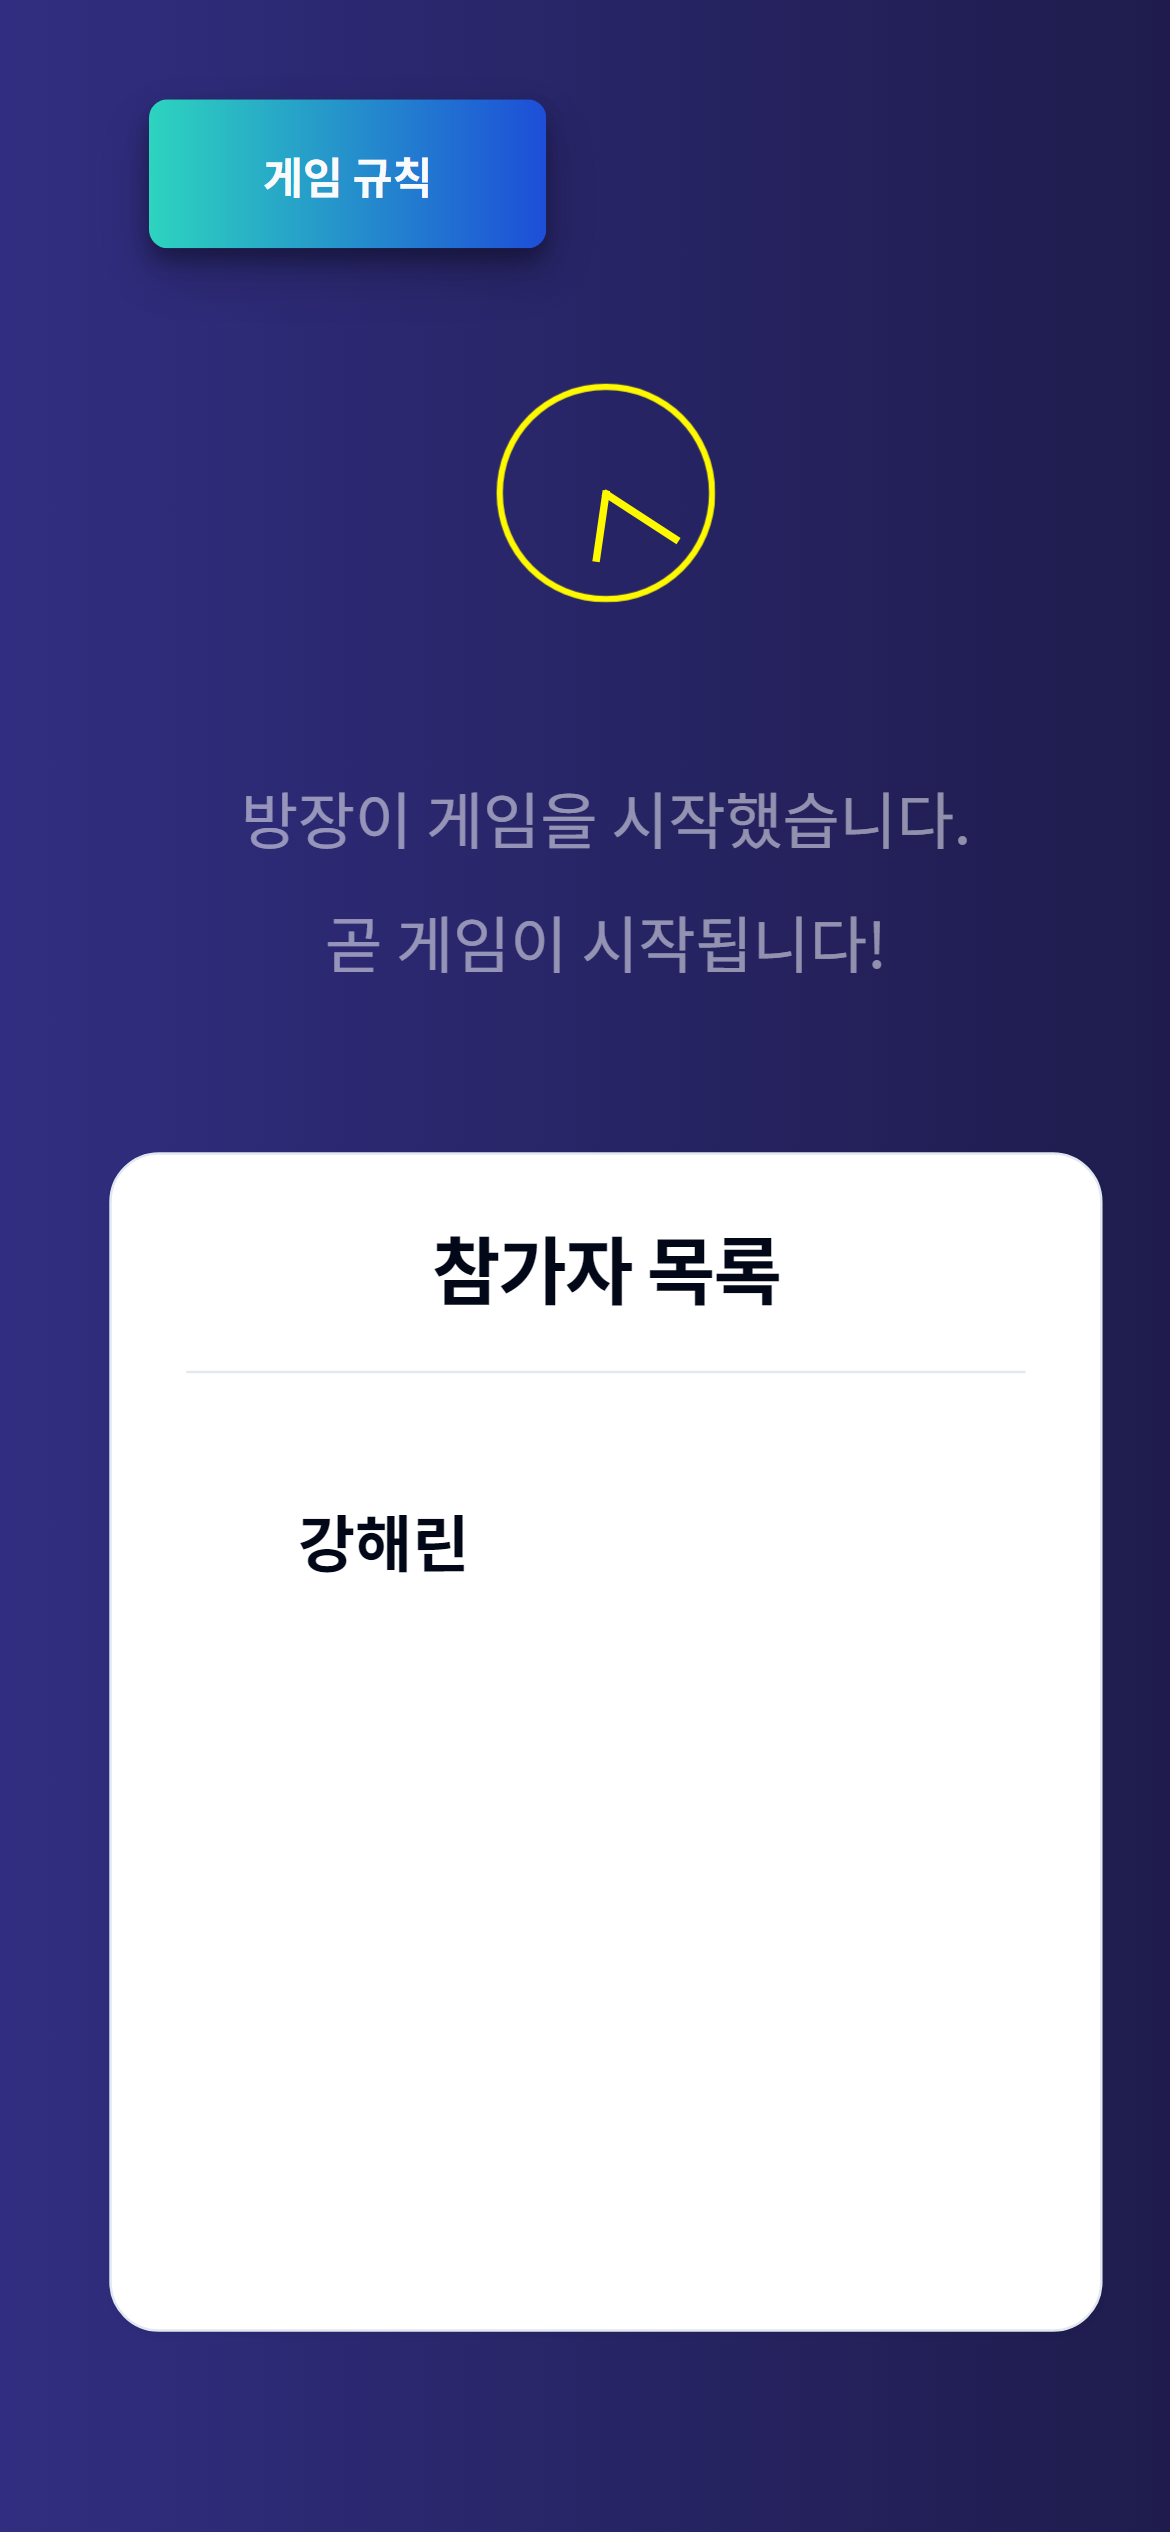 게임 규칙
방장이 게임을 시작했습니다.
곧 게임이 시작됩니다!
참가자 목록
강해린